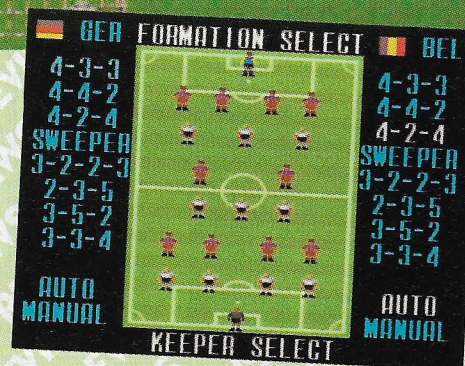 GER FORMATION SELECT BEL
4-3-3
4-4-2
4-2-4
SWEEPER
3-2-2-3
2-3-5
3-5-2
3-3-4
AUTO
MANUAL
4-3-3
4-4-2
4-2-4
SWEEPER
3-2-2-3
2-3-5
3-5-2
3-3-4
AUTO
MANUAL
KEEPER SELECT